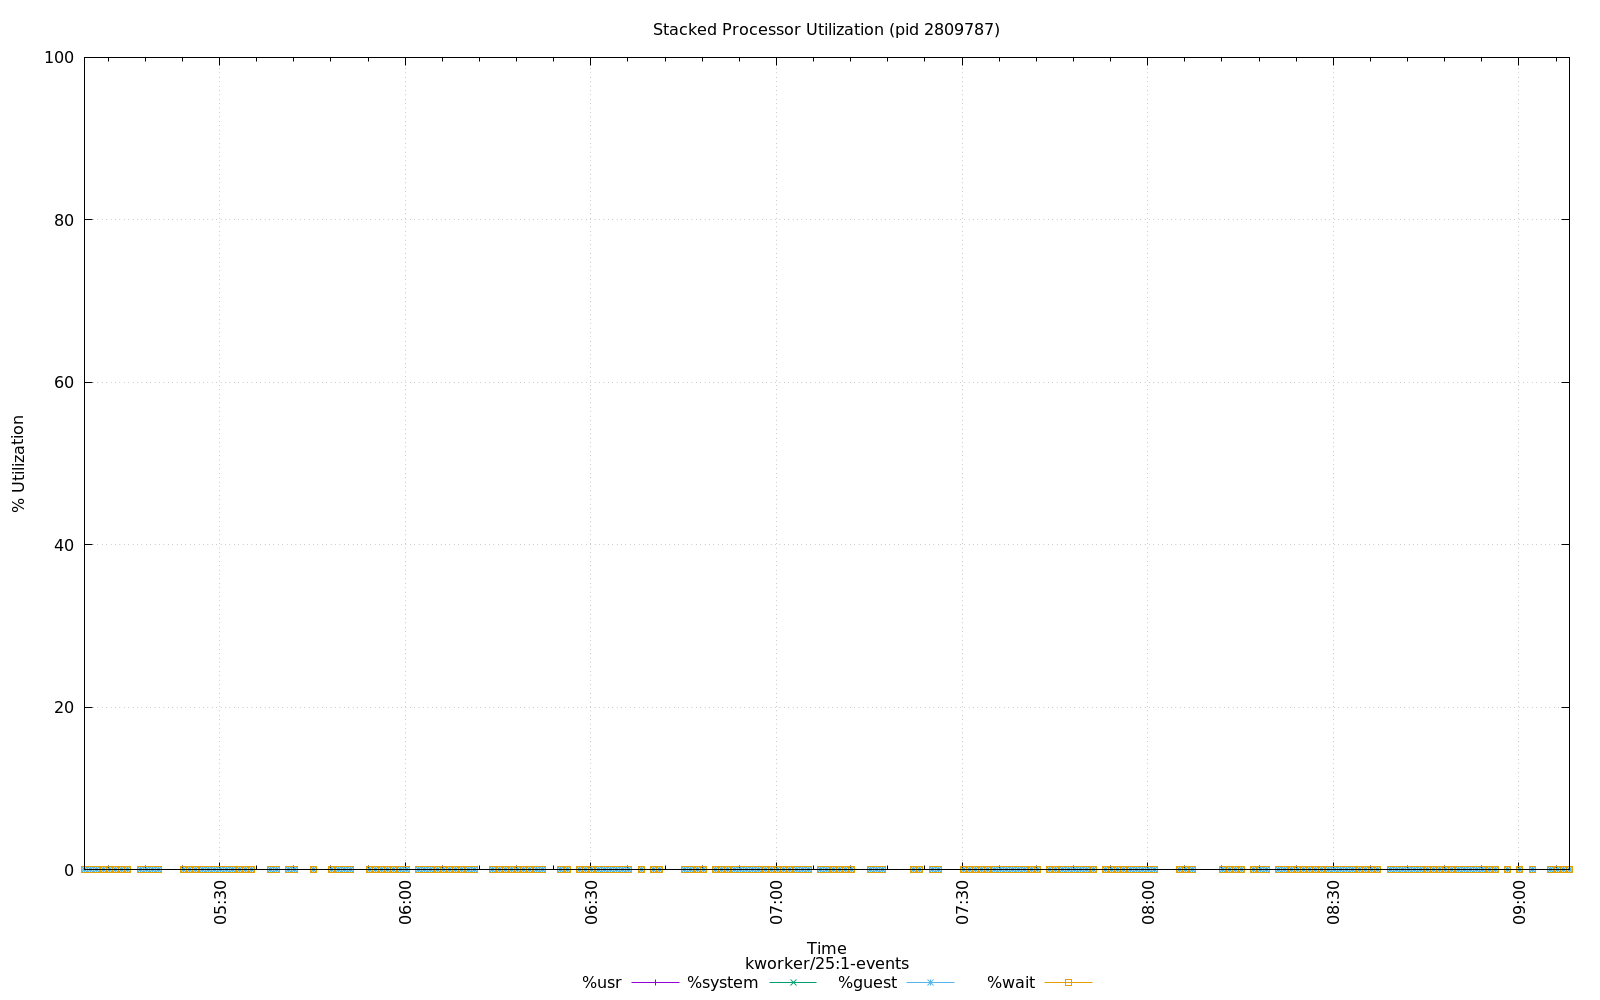 Stacked Processor Utilization (pid 2809787)
100
80
60
40
20
0
% Utilization
05:30
06:00
06:30
07:00
07:30
08:00
08:30
09:00
Time
kworker/25:1-events
%usr %system %guest %wait